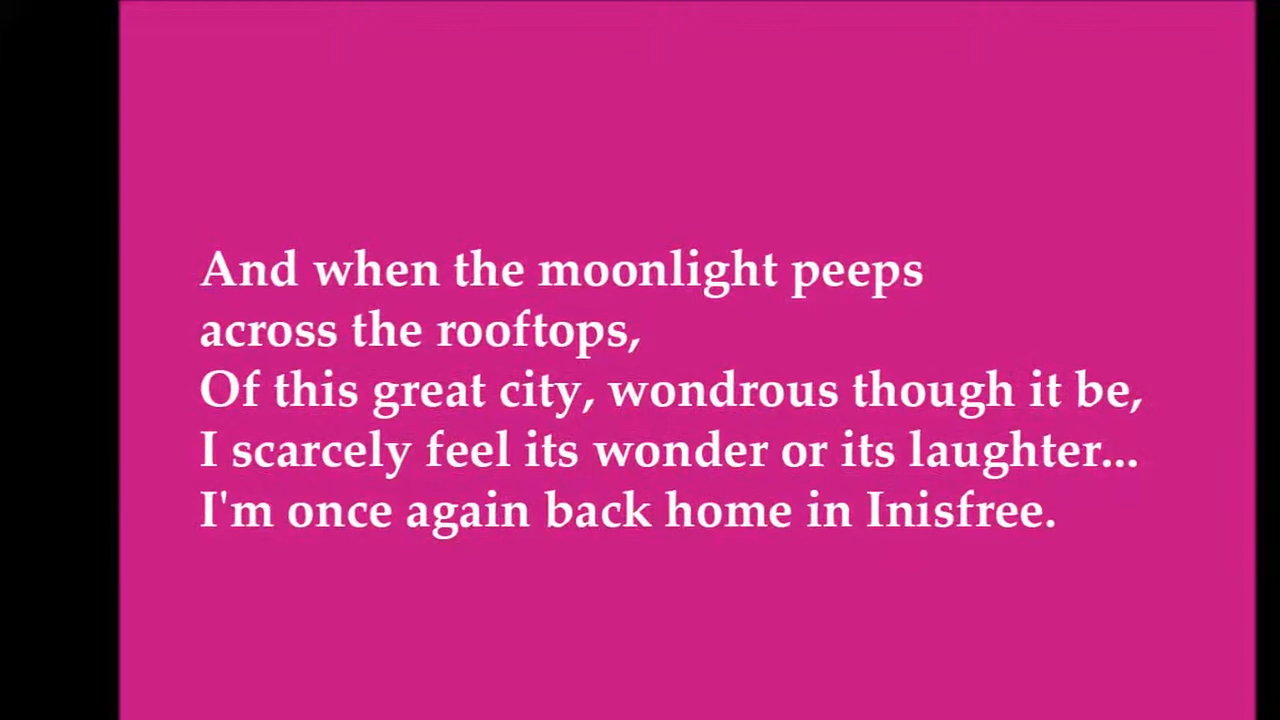 And when the moonlight peeps
across the rooftops,
Of this great city, wondrous though it be,
I scarcely feel its wonder or its laughter...
I'm once again back home in Inisfree.